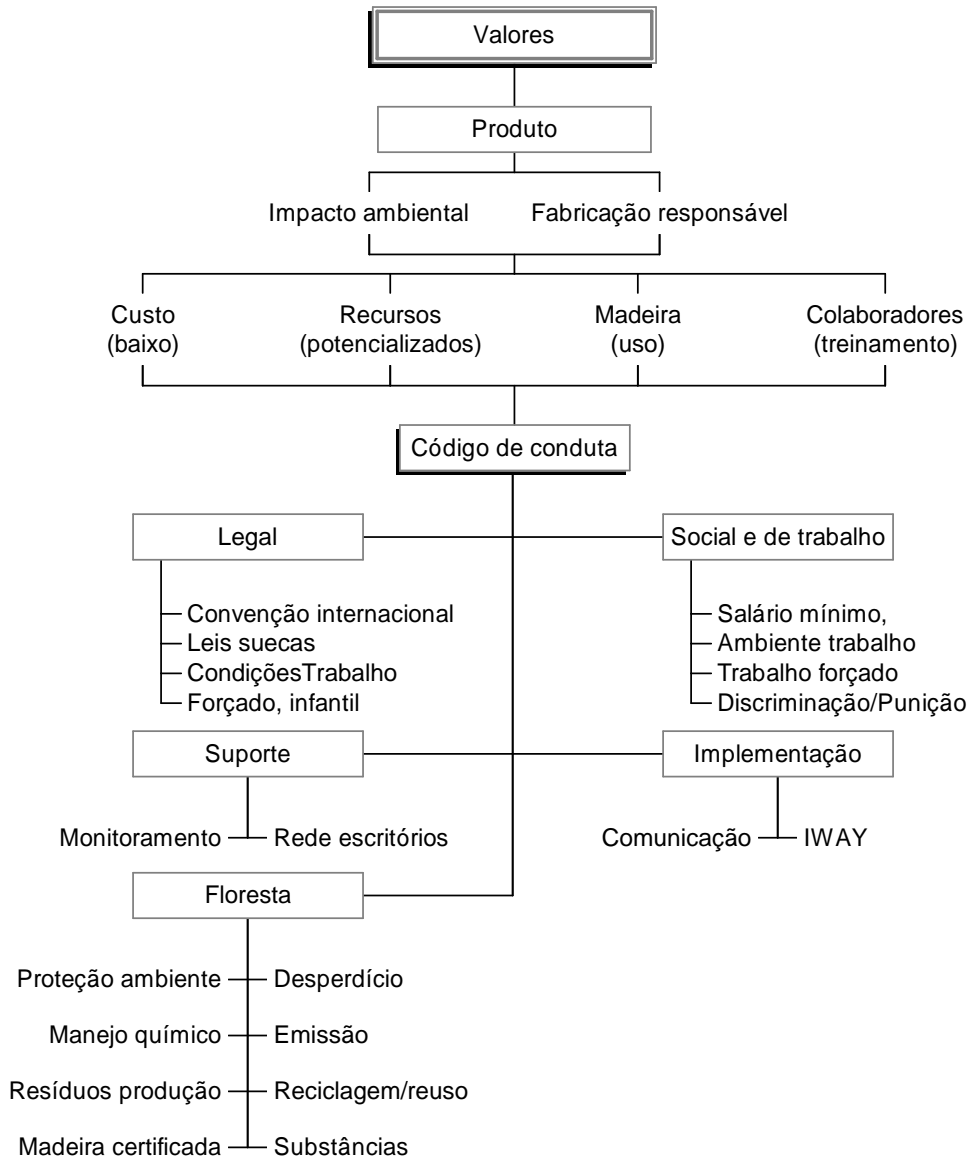 Valores
Produto
Impacto ambiental
Fabricação responsável
Custo
(baixo)
Recursos
(potencializados)
Madeira
(uso)
Colaboradores
(treinamento)
Código de conduta
Legal
Convenção internacional
Leis suecas
CondiçõesTrabalho
Forçado, infantil
Social e de trabalho
Salário mínimo,
Ambiente trabalho
Trabalho forçado
Discriminação/Punição
Suporte
Monitoramento
Rede escritórios
Implementação
Comunicação
IWAY
Floresta
Proteção ambiente
Desperdício
Manejo químico
Emissão
Resíduos produção
Reciclagem/reuso
Madeira certificada
Substâncias